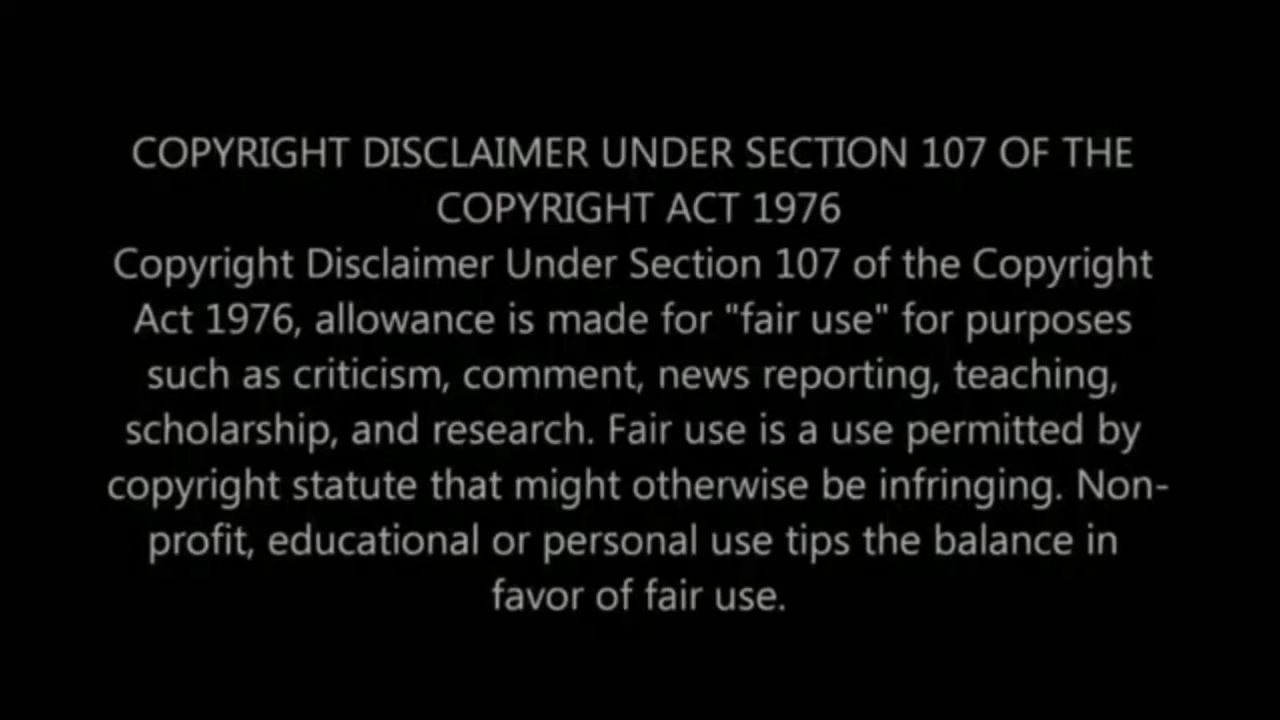 COPYRIGHT DISCLAIMER UNDER SECTION 107 OF THE
COPYRIGHT ACT 1976
Copyright Disclaimer Under Section 107 of the Copyright
Act 1976, allowance is made for "fair use" for purposes
such as criticism, comment, news reporting, teaching,
scholarship, and research. Fair use is a use permitted by
copyright statute that might otherwise be infringing. Non-
profit, educational or personal use tips the balance in
favor of fair use.